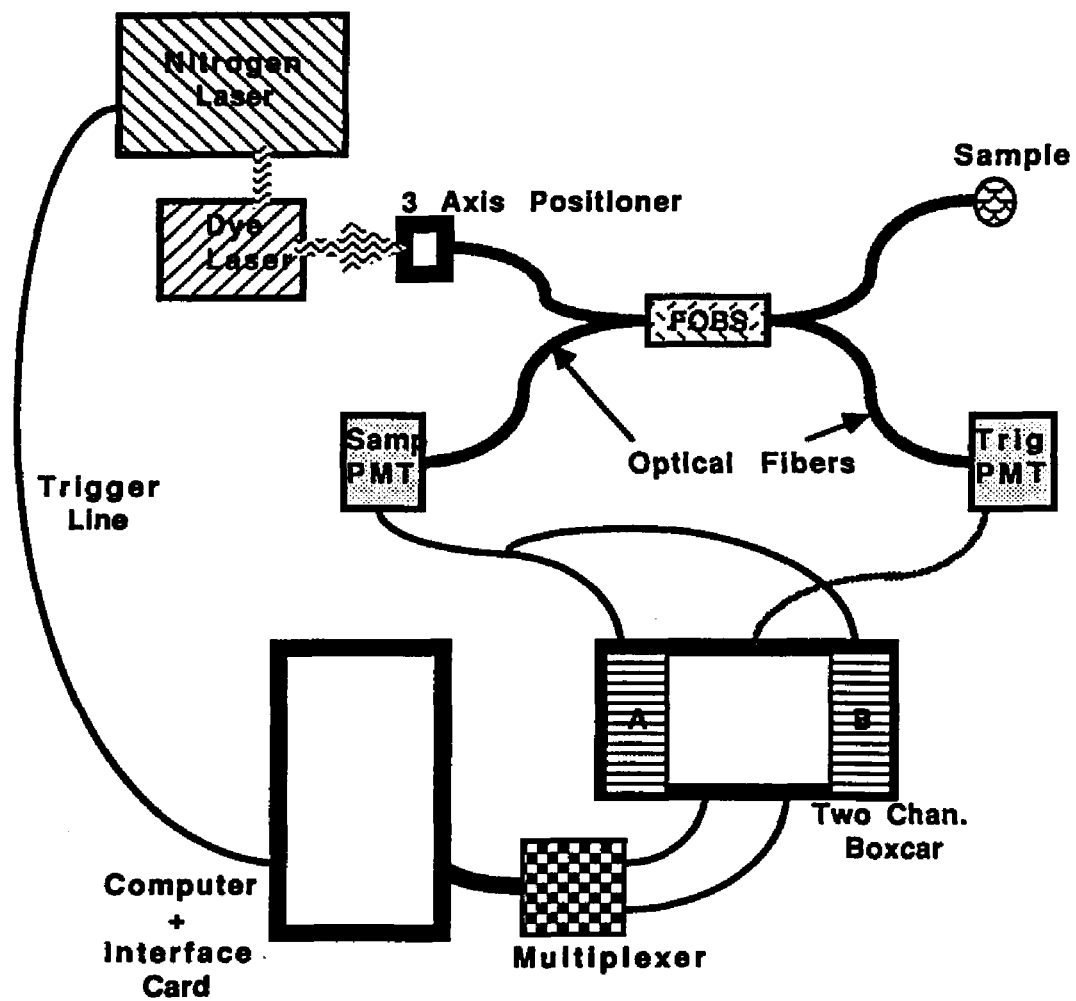 Nitrogen
Laser
Sample
3 Axis Positioner
Dye
Laser
FOBS
Samp
PMT
Trig
PMT
Optical Fibers
Trigger
Line
A
B
Two Chan.
Boxcar
Computer
+
Interface
Card
Multiplexer